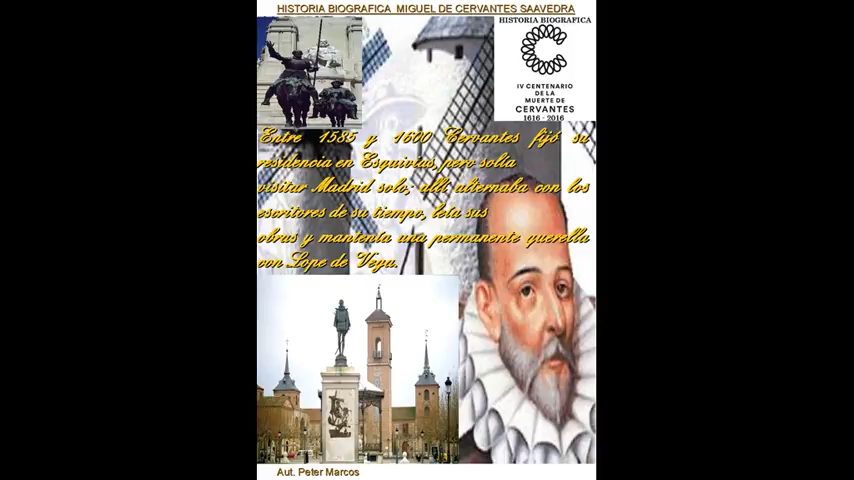 HISTORIA BIOGRAFICA MIGUEL DE CERVANTES SAAVEDRA
HISTORIA BIOGRAFICA
IV CENTENARIO
DE LA
MUERTE DE
CERVANTES
1616 - 2016
Entre 1585 y 1600 Cervantes fijó su
residencia en Esquivias, pero solía
visitar Madrid solo; allí alternaba con los
escritores de su tiempo, leía sus
obras y mantenía una permanente querella
con Lope de Vega.
Aut. Peter Marcos